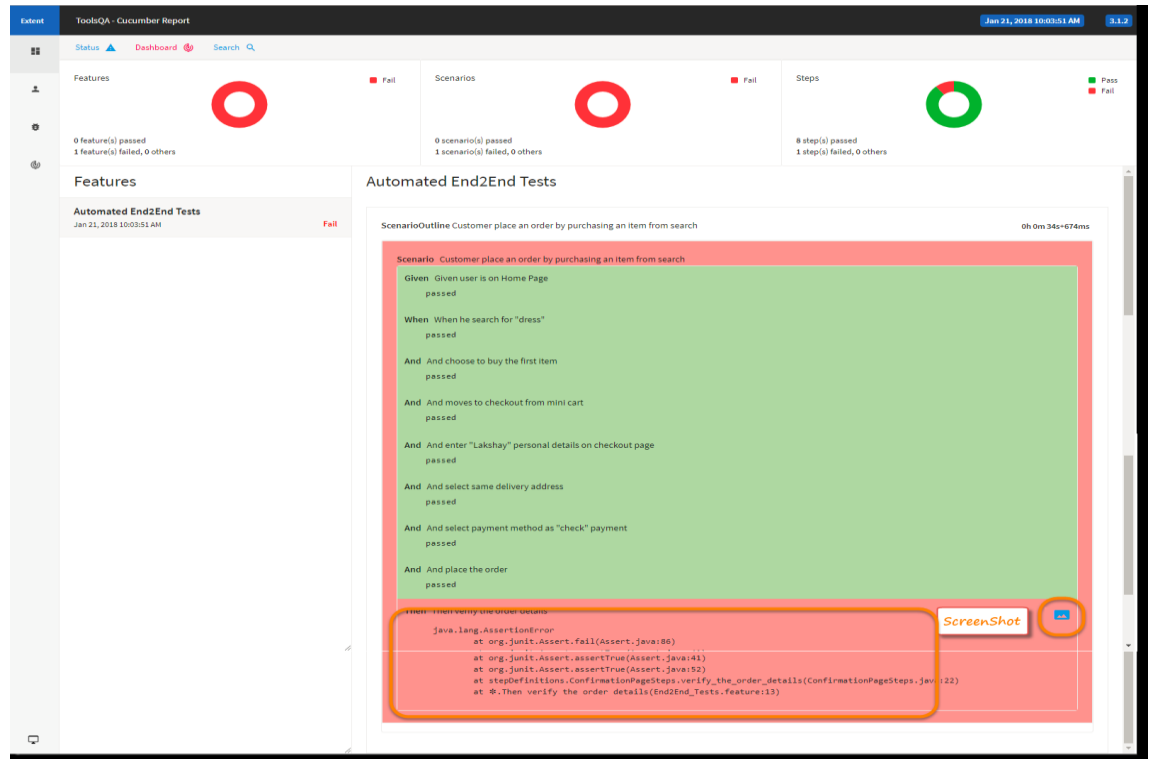 Extent
ToolsQA - Cucumber Report
Jan 21, 2018 10:03:51 AM
3.1.2
Status
Dashboard
Search
Features
Fail
0 feature(s) passed
1 feature(s) failed, 0 others
Scenarios
Fail
0 scenario(s) passed
1 scenario(s) failed, 0 others
Steps
Pass
Fail
8 step(s) passed
1 step(s) failed, 0 others
Features
Automated End2End Tests
Jan 21, 2018 10:03:51 AM
Fail
Automated End2End Tests
ScenarioOutline Customer place an order by purchasing an item from search
0h 0m 34s+674ms
Scenario Customer place an order by purchasing an item from search
Given Given user is on Home Page
passed
When When he search for "dress"
passed
And And choose to buy the first item
passed
And And moves to checkout from mini cart
passed
And And enter "Lakshay" personal details on checkout page
passed
And And select same delivery address
passed
And And select payment method as "check" payment
passed
And And place the order
passed
Then Then verify the order details
ScreenShot
java.lang.AssertionError
at org.junit.Assert.fail(Assert.java:86)
at org.junit.Assert.assertTrue(Assert.java:41)
at org.junit.Assert.assertTrue(Assert.java:52)
at stepDefinitions.ConfirmationPageSteps.verify_the_order_details(ConfirmationPageSteps.java:22)
at ✽.Then verify the order details(End2End_Tests.feature:13)